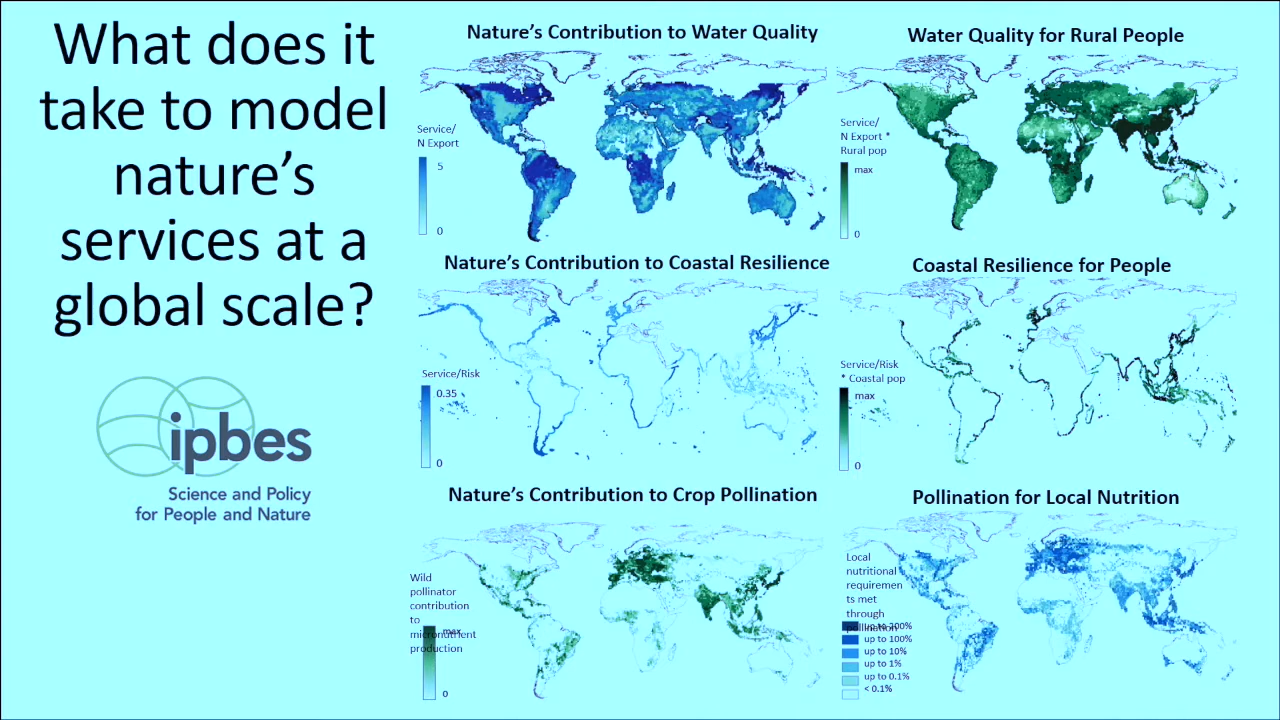 What does it
take to model
nature's
services at a
global scale?
ipbes
Science and Policy
for People and Nature
Nature's Contribution to Water Quality
Service/
N Export
5
0
Water Quality for Rural People
Service/
N Export *
Rural pop
max
0
Nature's Contribution to Coastal Resilience
Service/Risk
0.35
0
Coastal Resilience for People
Service/Risk
* Coastal pop
max
0
Nature's Contribution to Crop Pollination
Wild
pollinator
contribution
to
micronutrient
production
max
0
Pollination for Local Nutrition
Local
nutritional
requiremen
ts met
through
pollination
up to 200%
up to 100%
up to 10%
up to 1%
up to 0.1%
< 0.1%